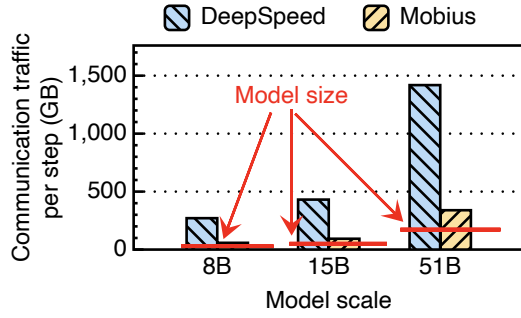 DeepSpeed Mobius
Communication traffic
per step (GB)
1,500
1,000
500
0
Model size
8B 15B 51B
Model scale